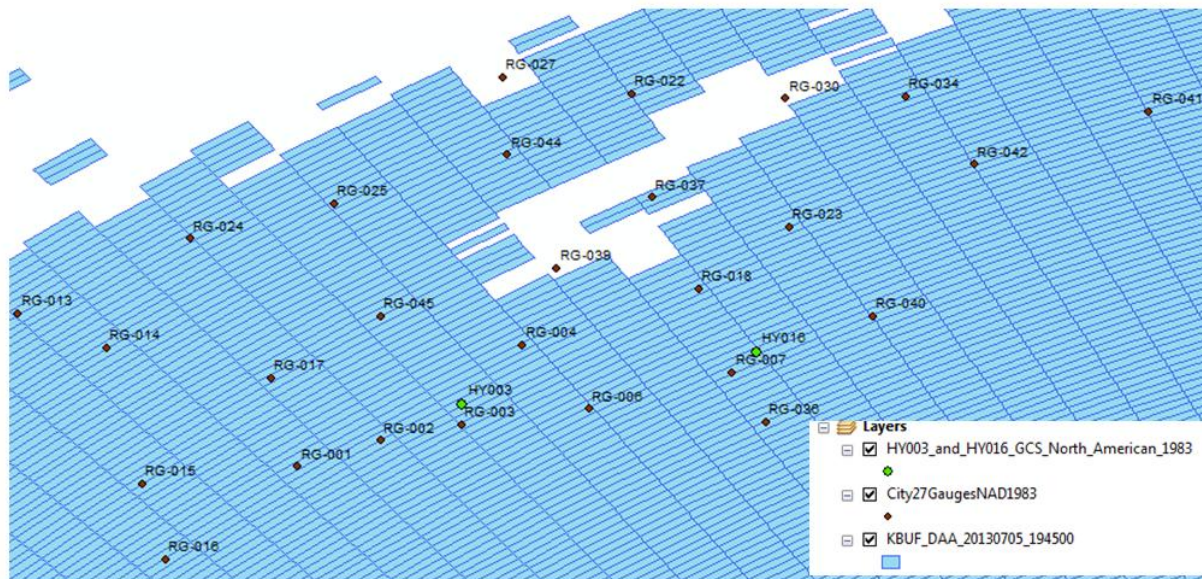 RG-027
RG-022
RG-030
RG-034
RG-041
RG-044
RG-042
RG-025
RG-037
RG-024
RG-023
RG-039
RG-018
RG-013
RG-045
RG-040
RG-014
RG-004
HY016
RG-017
RG-007
HY003
RG-006
RG-003
RG-036
RG-002
RG-001
RG-015
RG-016
Layers
HY003_and_HY016_GCS_North_American_1983
City27GaugesNAD1983
KBUF_DAA_20130705_194500